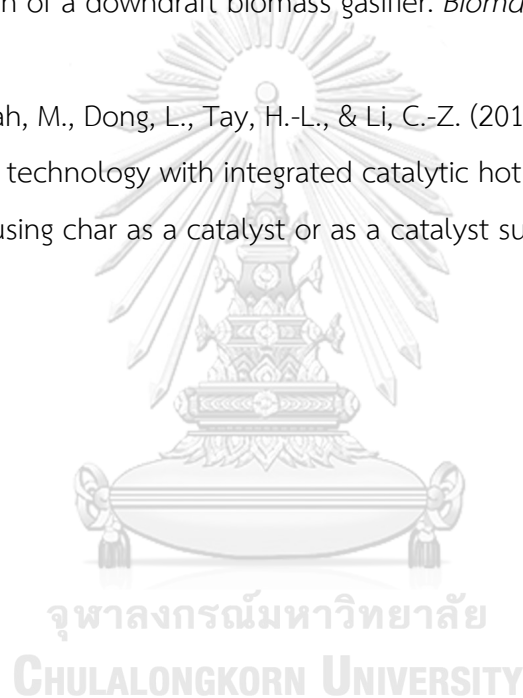 of a downdraft biomass gasifier.
M., Dong, L., Tay, H.-L., & Li, C.-Z. (201
technology with integrated catalytic hot
using char as a catalyst or as a catalyst su
จุฬาลงกรณ์มหาวิทยาลัย
CHULALONGKORN UNIVERSITY